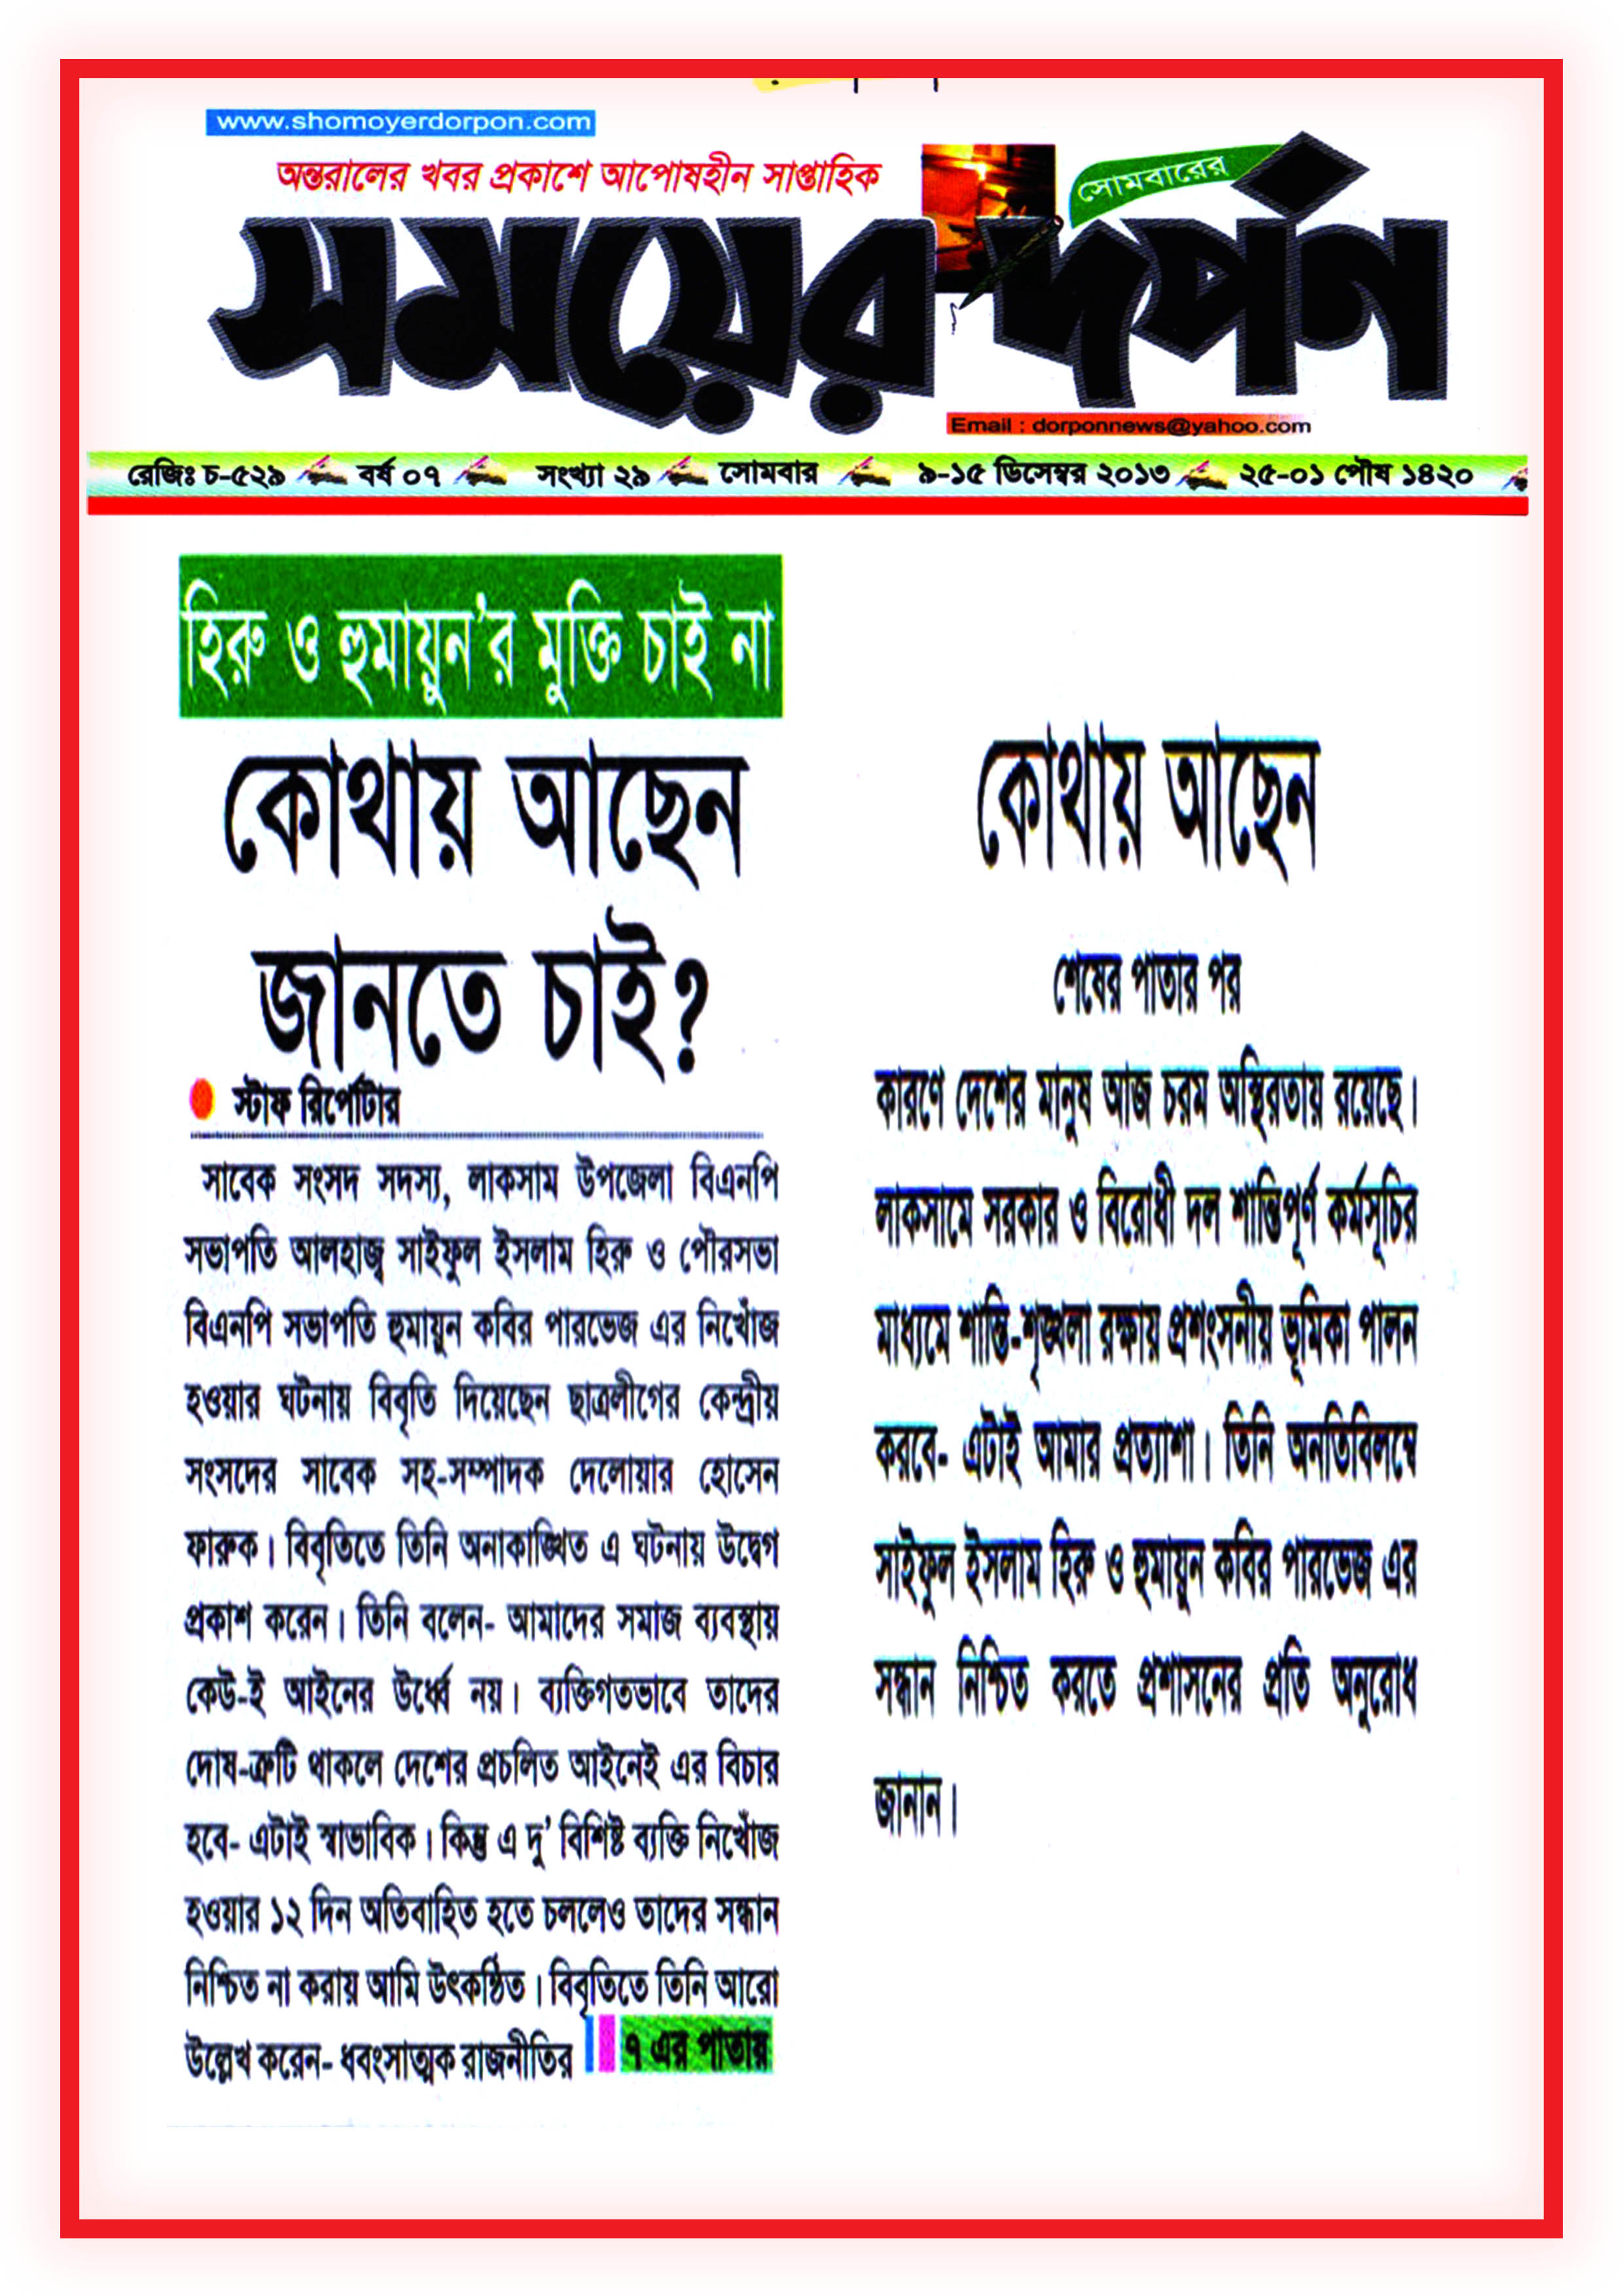 www.shomoyerdorpon.com
অন্তরালের খবর প্রকাশে আপোষহীন সাপ্তাহিক
সোমবারের
সময়ের দর্পণ
Email : dorponnews@yahoo.com
রেজিঃ চ-৫২৯ বর্ষ ০৭ সংখ্যা ২৯ সোমবার ৯-১৫ ডিসেম্বর ২০১৩ ২৫-০১ পৌষ ১৪২০
হিরু ও হুমায়ুন'র মুক্তি চাই না
কোথায় আছেন
জানতে চাই?
স্টাফ রিপোর্টার
সাবেক সংসদ সদস্য, লাকসাম উপজেলা বিএনপি
সভাপতি আলহাজ্ব সাইফুল ইসলাম হিরু ও পৌরসভা
বিএনপি সভাপতি হুমায়ুন কবির পারভেজ এর নিখোঁজ
হওয়ার ঘটনায় বিবৃতি দিয়েছেন ছাত্রলীগের কেন্দ্রীয়
সংসদের সাবেক সহ-সম্পাদক দেলোয়ার হোসেন
ফারুক। বিবৃতিতে তিনি অনাকাঙ্খিত এ ঘটনায় উদ্বেগ
প্রকাশ করেন। তিনি বলেন- আমাদের সমাজ ব্যবস্থায়
কেউ-ই আইনের উর্ধ্বে নয়। ব্যক্তিগতভাবে তাদের
দোষ-ত্রুটি থাকলে দেশের প্রচলিত আইনেই এর বিচার
হবে- এটাই স্বাভাবিক। কিন্তু এ দু' বিশিষ্ট ব্যক্তি নিখোঁজ
হওয়ার ১২ দিন অতিবাহিত হতে চললেও তাদের সন্ধান
নিশ্চিত না করায় আমি উৎকণ্ঠিত। বিবৃতিতে তিনি আরো
উল্লেখ করেন- ধবংসাত্মক রাজনীতির ৭ এর পাতায়
কোথায় আছেন
শেষের পাতার পর
কারণে দেশের মানুষ আজ চরম অস্থিরতায় রয়েছে।
লাকসামে সরকার ও বিরোধী দল শান্তিপূর্ণ কর্মসূচির
মাধ্যমে শান্তি-শৃঙ্খলা রক্ষায় প্রশংসনীয় ভূমিকা পালন
করবে- এটাই আমার প্রত্যাশা। তিনি অনতিবিলম্বে
সাইফুল ইসলাম হিরু ও হুমায়ুন কবির পারভেজ এর
সন্ধান নিশ্চিত করতে প্রশাসনের প্রতি অনুরোধ
জানান।